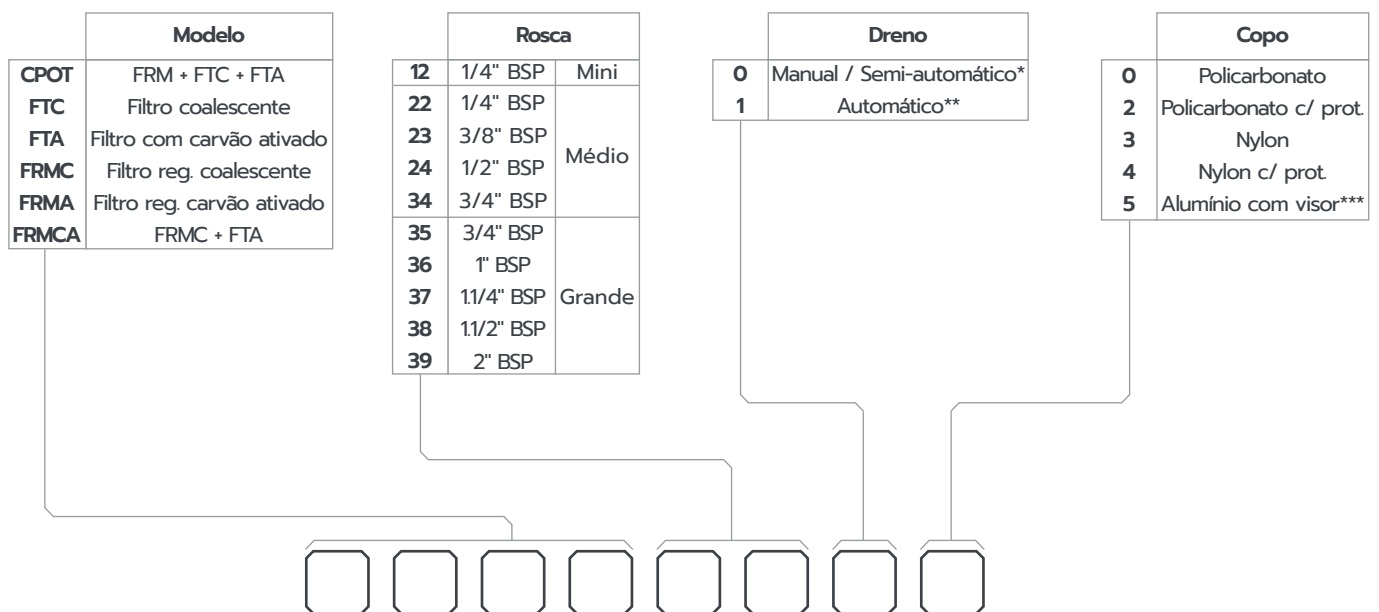 Modelo
CPOT FRM + FTC + FTA
FTC Filtro coalescente
FTA Filtro com carvão ativado
FRMC Filtro reg. coalescente
FRMA Filtro reg. carvão ativado
FRMCA FRMC + FTA
Rosca
12 1/4" BSP Mini
22 1/4" BSP
23 3/8" BSP
Médio
24 1/2" BSP
34 3/4" BSP
35 3/4" BSP
36 1" BSP
37 1.1/4" BSP Grande
38 1.1/2" BSP
39 2" BSP
Dreno
0 Manual / Semi-automático*
1 Automático**
Copo
0 Policarbonato
2 Policarbonato c/ prot.
3 Nylon
4 Nylon c/ prot.
5 Alumínio com visor***